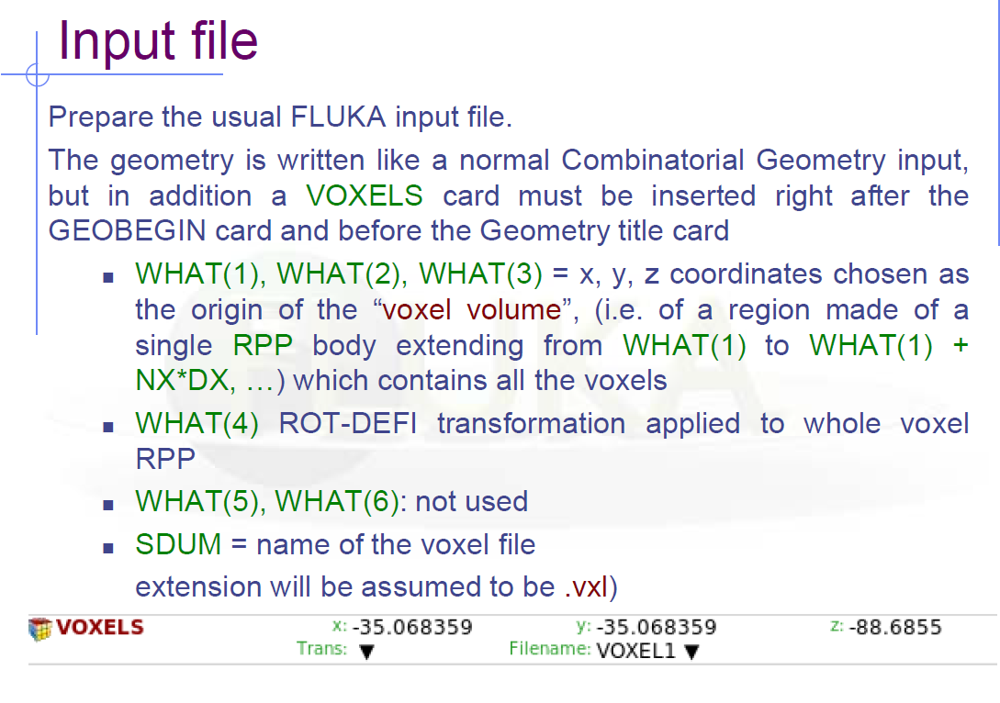 Input file
Prepare the usual FLUKA input file.
The geometry is written like a normal Combinatorial Geometry input,
but in addition a VOXELS card must be inserted right after the
GEOBEGIN card and before the Geometry title card
WHAT(1), WHAT(2), WHAT(3) = x, y, z coordinates chosen as
the origin of the “voxel volume”, (i.e. of a region made of a
single RPP body extending from WHAT(1) to WHAT(1) +
NX*DX, …) which contains all the voxels
WHAT(4) ROT-DEFI transformation applied to whole voxel
RPP
WHAT(5), WHAT(6): not used
SDUM = name of the voxel file
extension will be assumed to be .vxl)
VOXELS x: -35.068359 y: -35.068359 z: -88.6855
Trans: ▼ Filename: VOXEL1 ▼
FLUKA